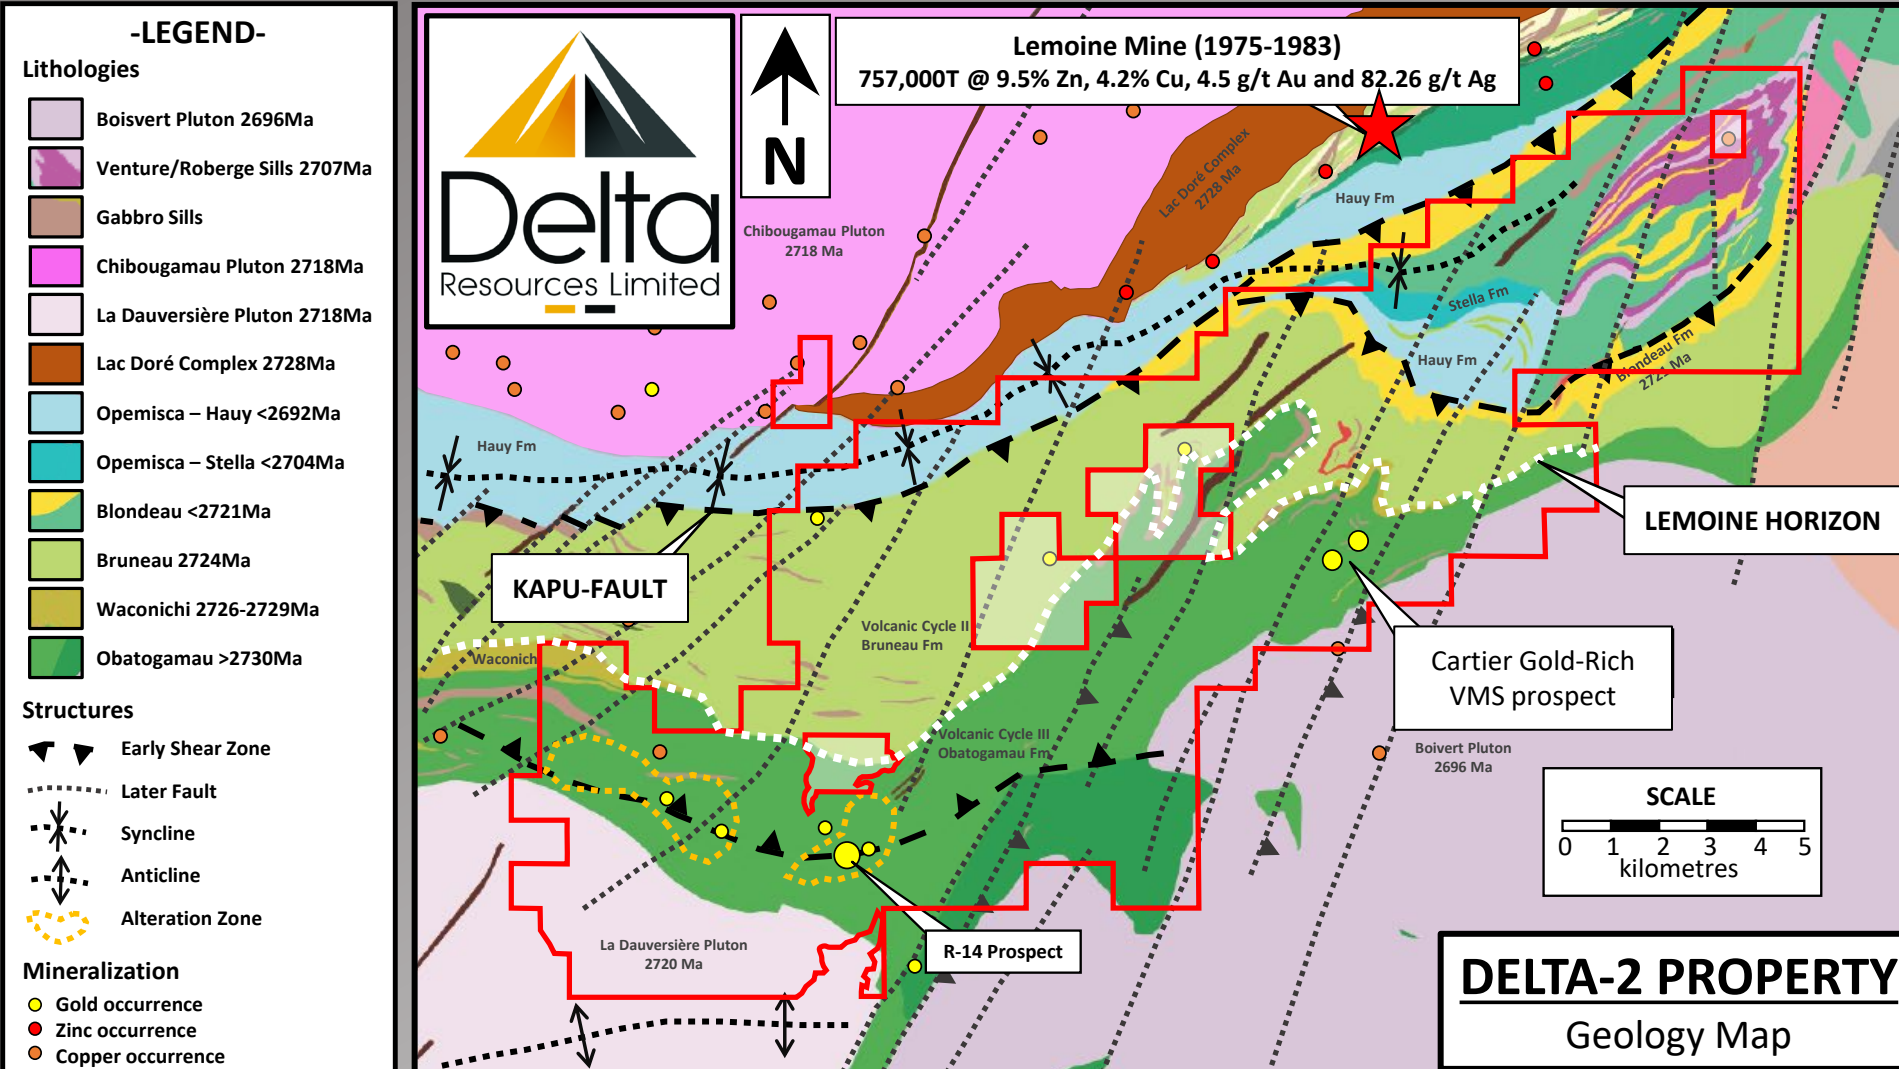 -LEGEND-
Lithologies
Boisvert Pluton 2696Ma
Venture/Roberge Sills 2707Ma
Gabbro Sills
Chibougamau Pluton 2718Ma
La Dauversière Pluton 2718Ma
Lac Doré Complex 2728Ma
Opemisca – Hauy <2692Ma
Opemisca – Stella <2704Ma
Blondeau <2721Ma
Bruneau 2724Ma
Waconichi 2726-2729Ma
Obatogamau >2730Ma
Structures
Early Shear Zone
Later Fault
Syncline
Anticline
Alteration Zone
Mineralization
Gold occurrence
Zinc occurrence
Copper occurrence
Delta
Resources Limited
N
Lemoine Mine (1975-1983)
757,000T @ 9.5% Zn, 4.2% Cu, 4.5 g/t Au and 82.26 g/t Ag
Chibougamau Pluton
2718 Ma
Lac Doré Complex
2728 Ma
Hauy Fm
Stella Fm
Hauy Fm
Blondeau Fm
2721 Ma
Hauy Fm
KAPU-FAULT
LEMOINE HORIZON
Waconich
Volcanic Cycle II
Bruneau Fm
Cartier Gold-Rich
VMS prospect
Volcanic Cycle III
Obatogamau Fm
Boivert Pluton
2696 Ma
SCALE
0 1 2 3 4 5
kilometres
La Dauversière Pluton
2720 Ma
R-14 Prospect
DELTA-2 PROPERTY
Geology Map